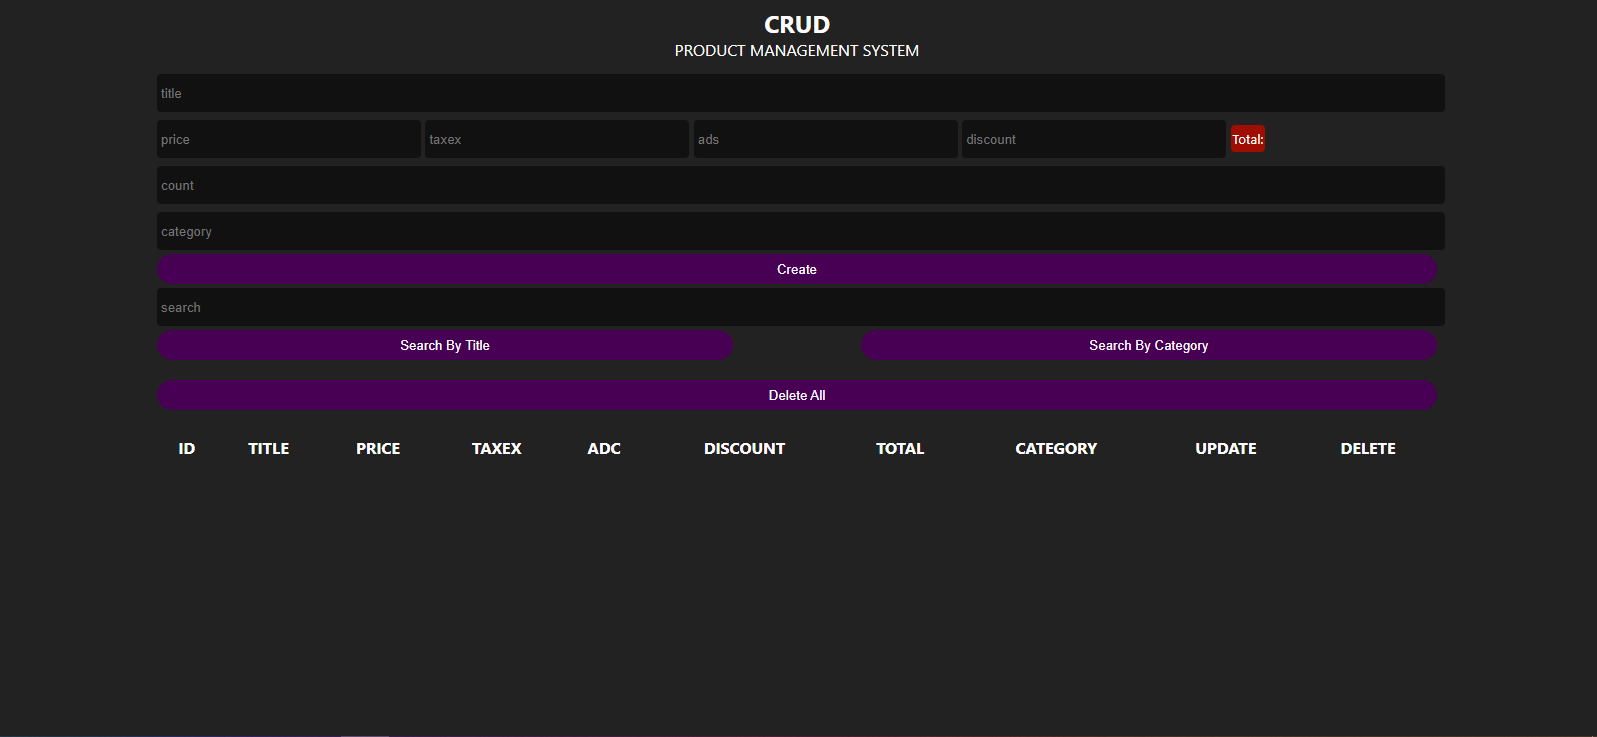 CRUD
PRODUCT MANAGEMENT SYSTEM
title
price taxex ads discount Total:
count
category
Create
search
Search By Title Search By Category
Delete All
ID TITLE PRICE TAXEX ADC DISCOUNT TOTAL CATEGORY UPDATE DELETE